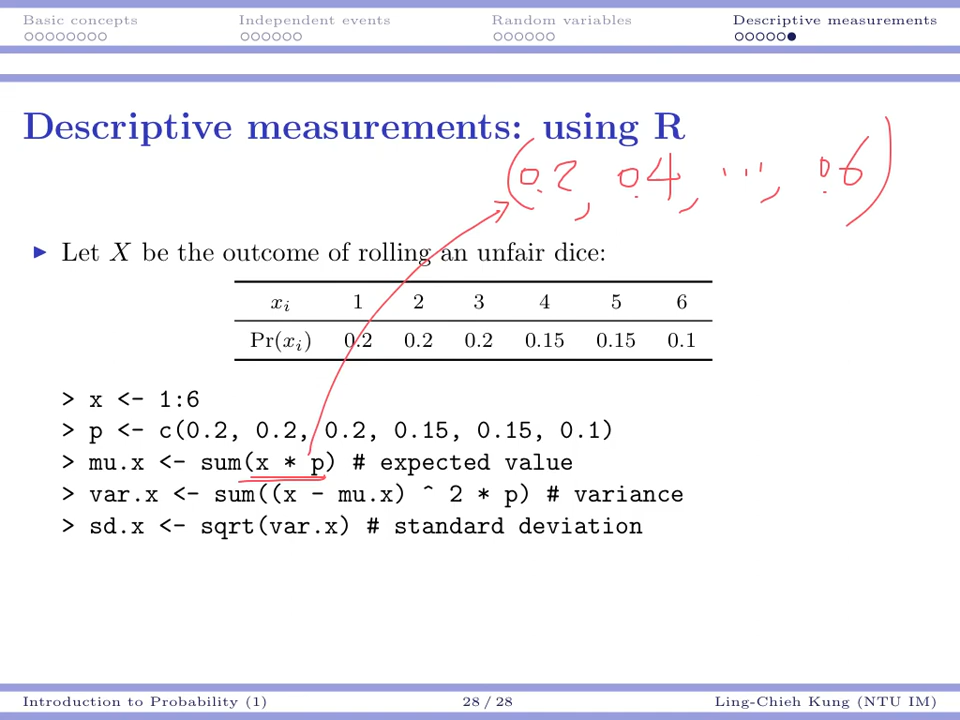 Basic concepts Independent events Random variables Descriptive measurements
Descriptive measurements: using R
(0.2, 0.4, ..., 0.6)
Let X be the outcome of rolling an unfair dice:
xi 1 2 3 4 5 6
Pr(xi) 0.2 0.2 0.2 0.15 0.15 0.1
> x <- 1:6
> p <- c(0.2, 0.2, 0.2, 0.15, 0.15, 0.1)
> mu.x <- sum(x * p) # expected value
> var.x <- sum((x - mu.x) ^ 2 * p) # variance
> sd.x <- sqrt(var.x) # standard deviation
Introduction to Probability (1) 28 / 28 Ling-Chieh Kung (NTU IM)